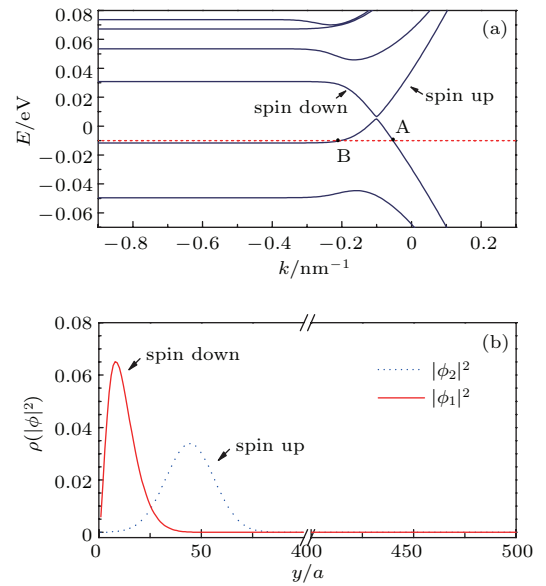 0.08
(a)
0.06
0.04
spin down
spin up
0.02
E/eV
0
A
B
−0.02
−0.04
−0.06
−0.8 −0.6 −0.4 −0.2 0 0.2
k/nm⁻¹
0.08
(b)
spin down
|ϕ₂|²
0.06
|ϕ₁|²
ρ(|ϕ|²)
0.04
spin up
0.02
0
0 25 50 400 450 500
y/a